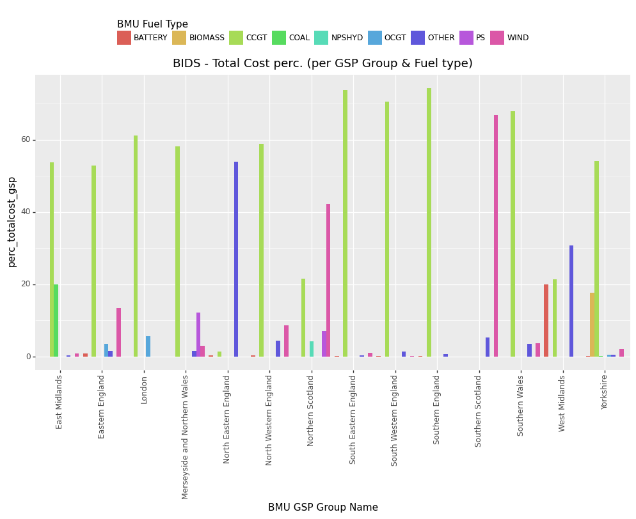 BMU Fuel Type
BATTERY BIOMASS CCGT COAL NPSHYD OCGT OTHER PS WIND
BIDS - Total Cost perc. (per GSP Group & Fuel type)
perc_totalcost_gsp
60
40
20
0
East Midlands
Eastern England
London
Merseyside and Northern Wales
North Eastern England
North Western England
Northern Scotland
South Eastern England
South Western England
Southern England
Southern Scotland
Southern Wales
West Midlands
Yorkshire
BMU GSP Group Name